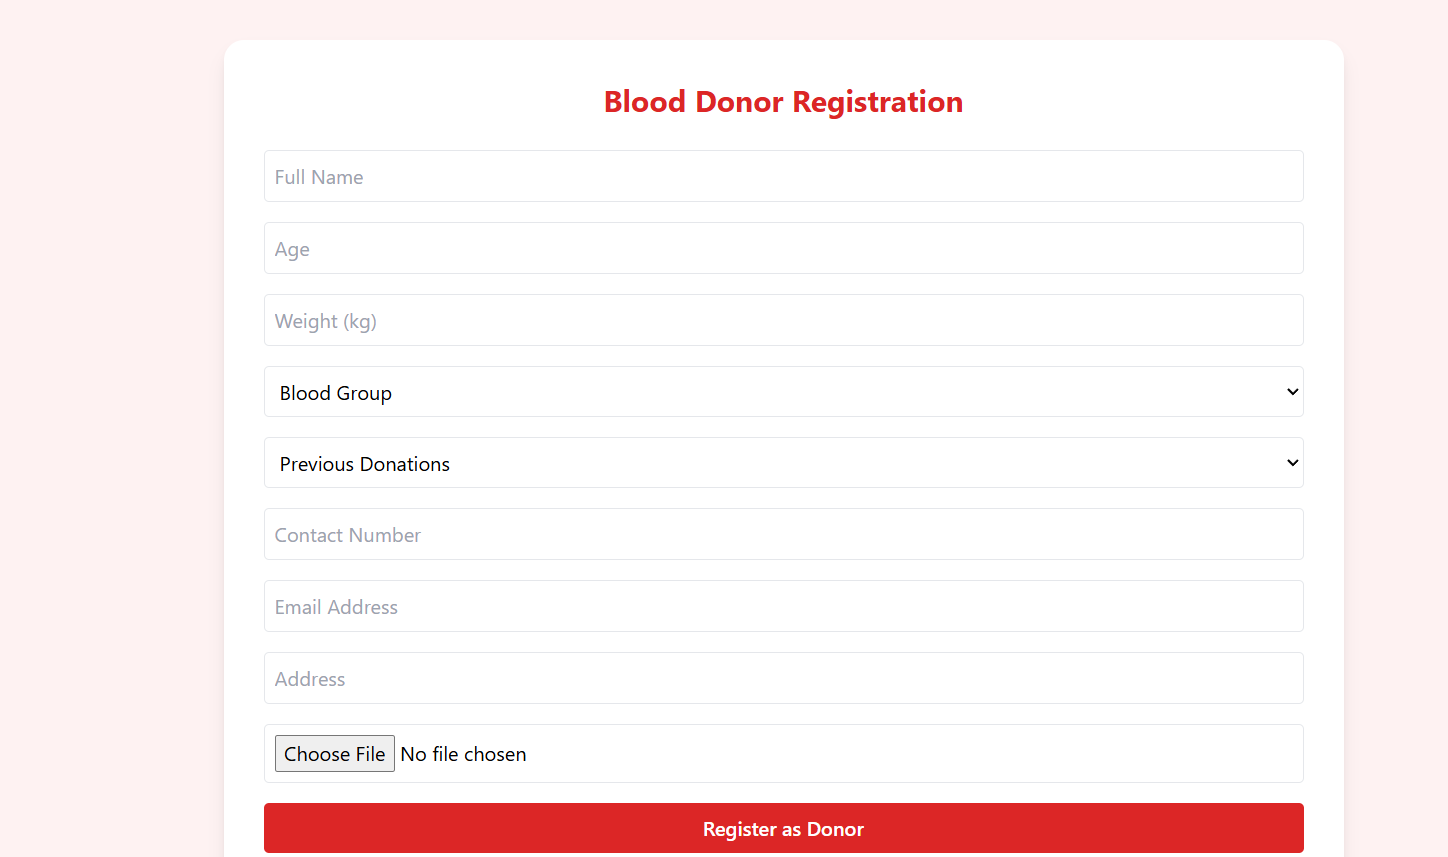 Blood Donor Registration
Full Name
Age
Weight (kg)
Blood Group
Previous Donations
Contact Number
Email Address
Address
Choose File No file chosen
Register as Donor